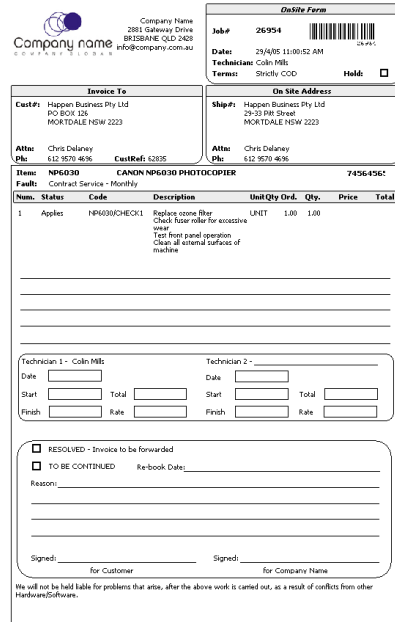 OnSite Form
Company name
YOUR COMPANY SLOGAN
Company Name
2881 Gateway Drive
BRISBANE QLD 2428
info@company.com.au
Job# 26954
26954
Date: 29/4/05 11:00:52 AM
Technician: Colin Mills
Terms: Strictly COD Hold:
Invoice To
Cust#: Happen Business Pty Ltd
PO BOX 126
MORTDALE NSW 2223
Attn: Chris Delaney
Ph: 612 9570 4696 CustRef: 62835
On Site Address
Ship#: Happen Business Pty Ltd
29-33 Pitt Street
MORTDALE NSW 2223
Attn: Chris Delaney
Ph: 612 9570 4696
Item: NP6030 CANON NP6030 PHOTOCOPIER 74564565
Fault: Contract Service - Monthly
Num. Status Code Description Unit Qty Ord. Qty. Price Total
1 Applies NP6030/CHECK1 Replace ozone filter UNIT 1.00 1.00
Check fuser roller for excessive
wear
Test front panel operation
Clean all external surfaces of
machine
Technician 1 - Colin Mills
Date
Start Total
Finish Rate
Technician 2 -
Date
Start Total
Finish Rate
RESOLVED - Invoice to be forwarded
TO BE CONTINUED Re-book Date:
Reason:
Signed: Signed:
for Customer for Company Name
We will not be held liable for problems that arise, after the above work is carried out, as a result of conflicts from other
Hardware/Software.